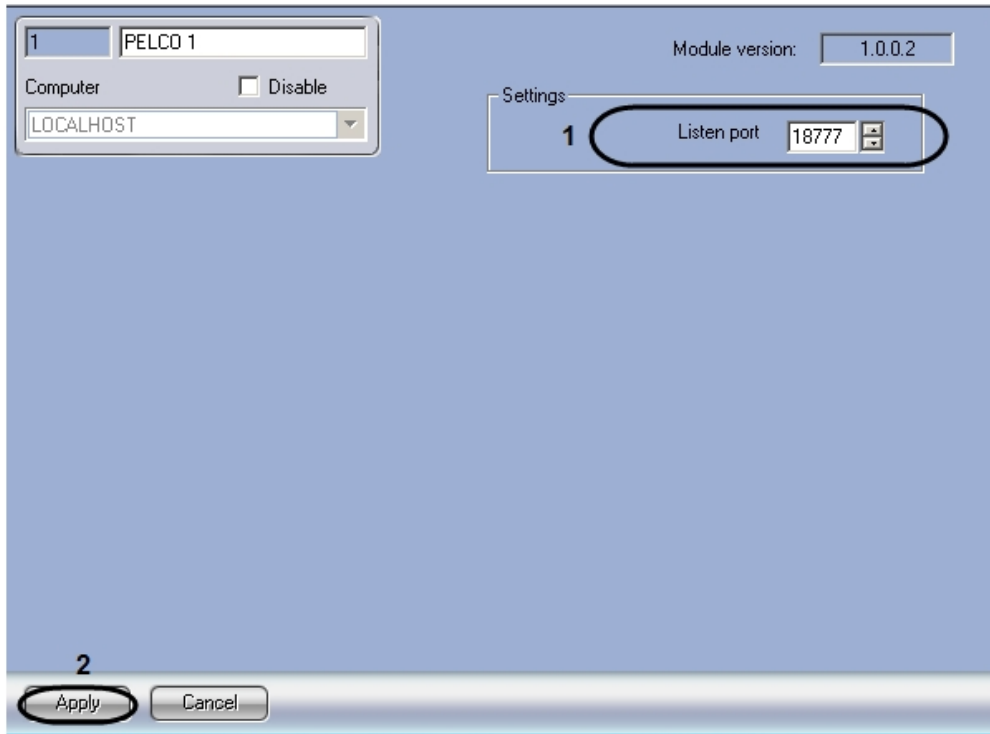 1 PELCO 1
Computer Disable
LOCALHOST
Module version: 1.0.0.2
Settings
1 Listen port 18777
2
Apply Cancel